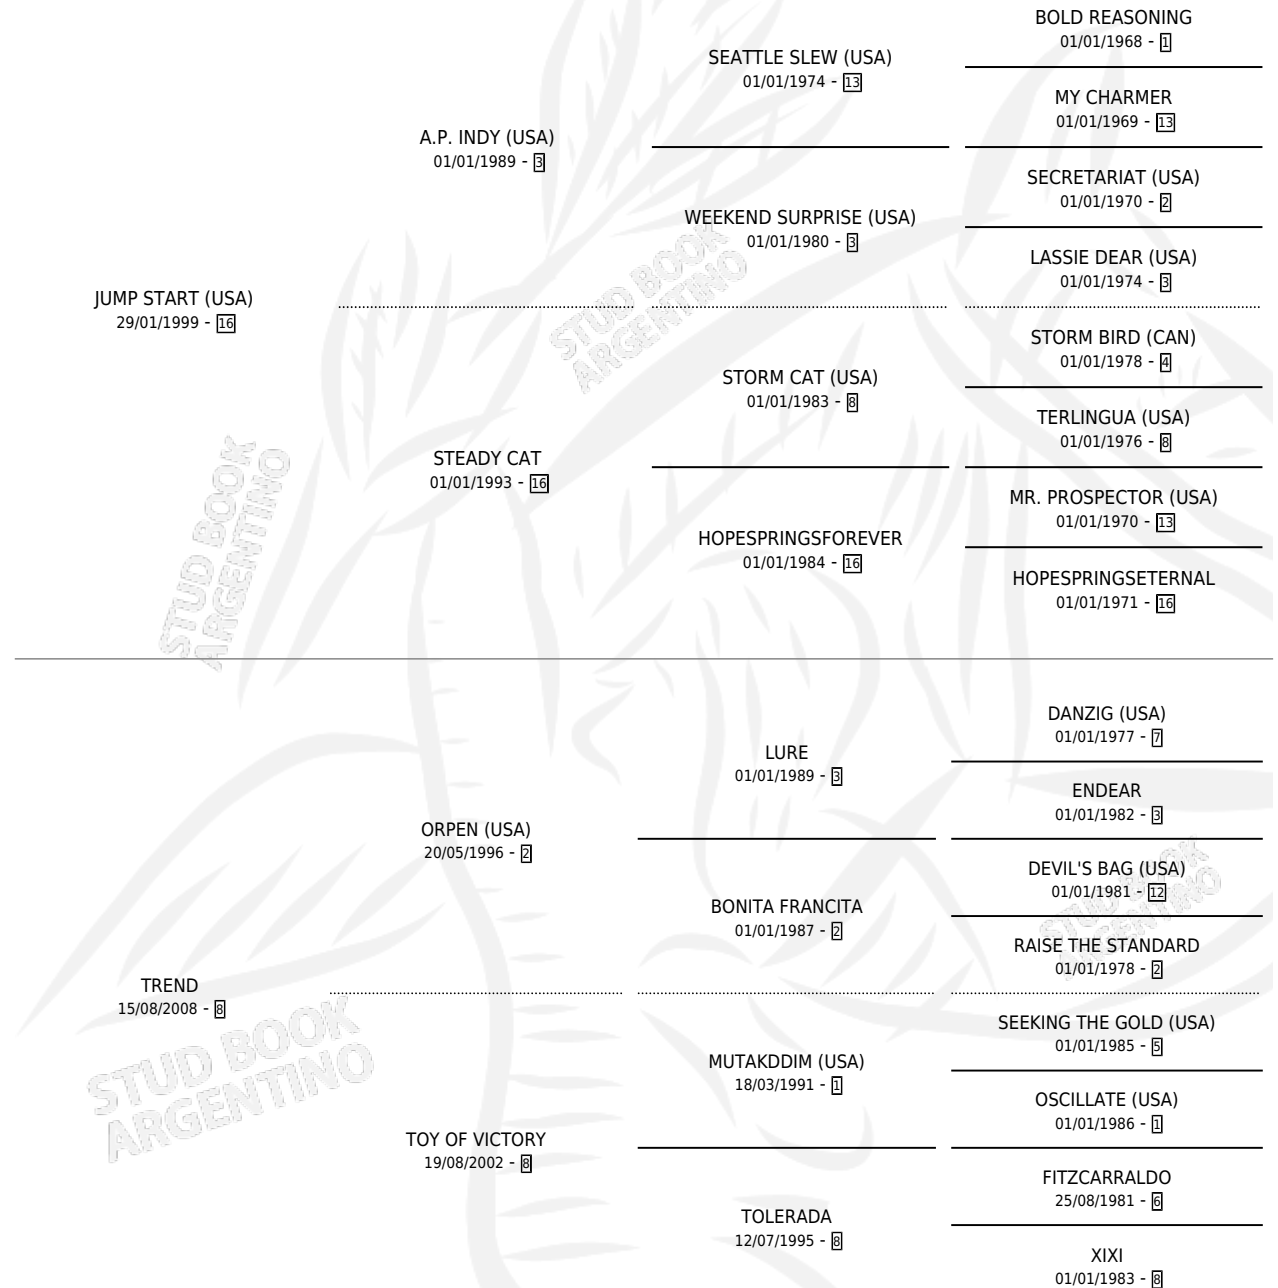 BOLD REASONING
01/01/1968 - 1
SEATTLE SLEW (USA)
01/01/1974 - 13
MY CHARMER
01/01/1969 - 13
A.P. INDY (USA)
01/01/1989 - 3
SECRETARIAT (USA)
01/01/1970 - 2
WEEKEND SURPRISE (USA)
01/01/1980 - 3
LASSIE DEAR (USA)
01/01/1974 - 3
JUMP START (USA)
29/01/1999 - 16
STORM BIRD (CAN)
01/01/1978 - 4
STORM CAT (USA)
01/01/1983 - 8
TERLINGUA (USA)
01/01/1976 - 8
STEADY CAT
01/01/1993 - 16
MR. PROSPECTOR (USA)
01/01/1970 - 13
HOPESPRINGSFOREVER
01/01/1984 - 16
HOPESPRINGSETERNAL
01/01/1971 - 16
DANZIG (USA)
01/01/1977 - 7
LURE
01/01/1989 - 3
ENDEAR
01/01/1982 - 3
ORPEN (USA)
20/05/1996 - 2
DEVIL'S BAG (USA)
01/01/1981 - 12
BONITA FRANCITA
01/01/1987 - 2
RAISE THE STANDARD
01/01/1978 - 2
TREND
15/08/2008 - 8
SEEKING THE GOLD (USA)
01/01/1985 - 5
MUTAKDDIM (USA)
18/03/1991 - 1
OSCILLATE (USA)
01/01/1986 - 1
TOY OF VICTORY
19/08/2002 - 8
FITZCARRALDO
25/08/1981 - 6
TOLERADA
12/07/1995 - 8
XIXI
01/01/1983 - 8
STUD BOOK
ARGENTINO
STUD BOOK
ARGENTINO
STUD BOOK
ARGENTINO
STUD BOOK
ARGENTINO